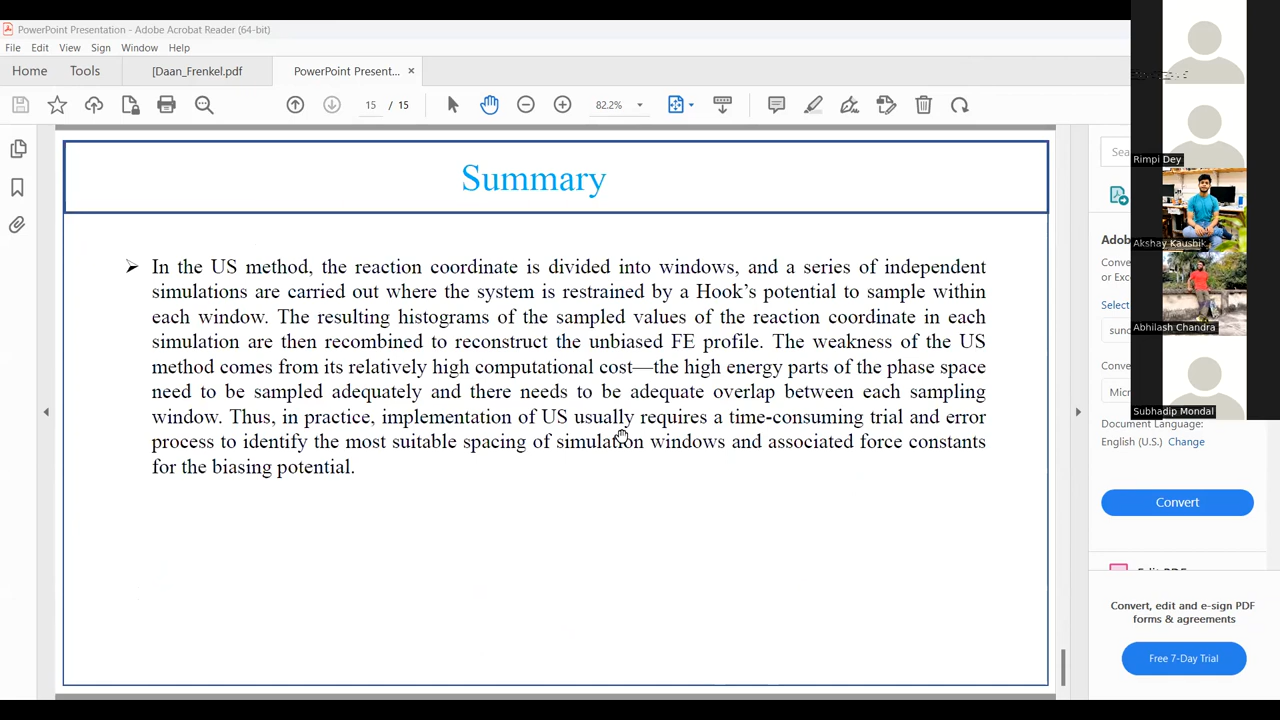 PowerPoint Presentation - Adobe Acrobat Reader (64-bit)
File Edit View Sign Window Help
Home Tools [Daan_Frenkel.pdf PowerPoint Present... ×
15 / 15 82.2%
Summary
In the US method, the reaction coordinate is divided into windows, and a series of independent
simulations are carried out where the system is restrained by a Hook's potential to sample within
each window. The resulting histograms of the sampled values of the reaction coordinate in each
simulation are then recombined to reconstruct the unbiased FE profile. The weakness of the US
method comes from its relatively high computational cost—the high energy parts of the phase space
need to be sampled adequately and there needs to be adequate overlap between each sampling
window. Thus, in practice, implementation of US usually requires a time-consuming trial and error
process to identify the most suitable spacing of simulation windows and associated force constants
for the biasing potential.
Rimpi Dey
Akshay Kaushik
Abhilash Chandra
Subhadip Mondal
Sea
Adob
Conve
or Exce
Select
sund
Conve
Micr
Document Language:
English (U.S.) Change
Convert
Convert, edit and e-sign PDF
forms & agreements
Free 7-Day Trial